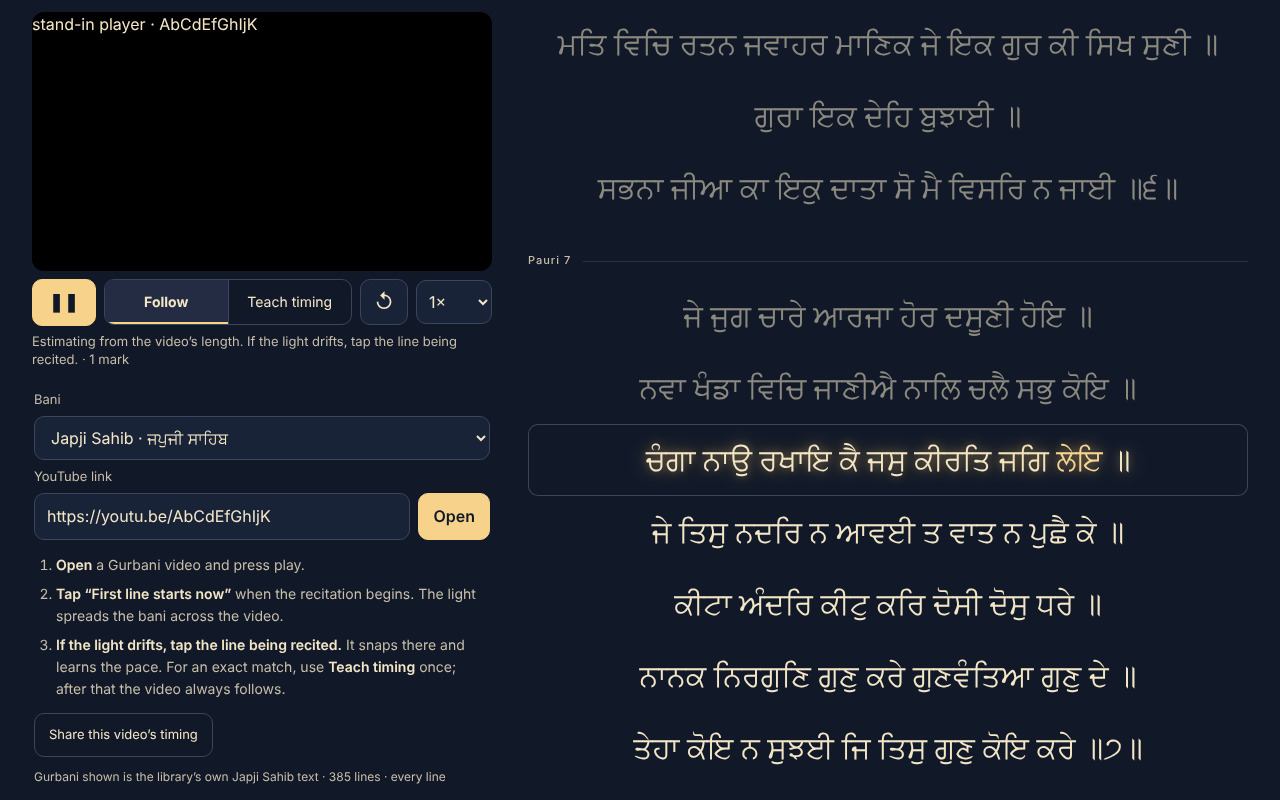 stand-in player · AbCdEfGhIjK
Follow
Teach timing
1×
Estimating from the video’s length. If the light drifts, tap the line being
recited. · 1 mark
Bani
Japji Sahib · ਜਪੁਜੀ ਸਾਹਿਬ
YouTube link
https://youtu.be/AbCdEfGhIjK
Open
1. Open a Gurbani video and press play.
2. Tap “First line starts now” when the recitation begins. The light
spreads the bani across the video.
3. If the light drifts, tap the line being recited. It snaps there and
learns the pace. For an exact match, use Teach timing once;
after that the video always follows.
Share this video’s timing
Gurbani shown is the library’s own Japji Sahib text · 385 lines · every line
ਮਤਿ ਵਿਚਿ ਰਤਨ ਜਵਾਹਰ ਮਾਣਿਕ ਜੇ ਇਕ ਗੁਰ ਕੀ ਸਿਖ ਸੁਣੀ ॥
ਗੁਰਾ ਇਕ ਦੇਹਿ ਬੁਝਾਈ ॥
ਸਭਨਾ ਜੀਆ ਕਾ ਇਕੁ ਦਾਤਾ ਸੋ ਮੈ ਵਿਸਰਿ ਨ ਜਾਈ ॥੬॥
Pauri 7
ਜੇ ਜੁਗ ਚਾਰੇ ਆਰਜਾ ਹੋਰ ਦਸੂਣੀ ਹੋਇ ॥
ਨਵਾ ਖੰਡਾ ਵਿਚਿ ਜਾਣੀਐ ਨਾਲਿ ਚਲੈ ਸਭੁ ਕੋਇ ॥
ਚੰਗਾ ਨਾਉ ਰਖਾਇ ਕੈ ਜਸੁ ਕੀਰਤਿ ਜਗਿ ਲੇਇ ॥
ਜੇ ਤਿਸੁ ਨਦਰਿ ਨ ਆਵਈ ਤ ਵਾਤ ਨ ਪੁਛੈ ਕੇ ॥
ਕੀਟਾ ਅੰਦਰਿ ਕੀਟੁ ਕਰਿ ਦੋਸੀ ਦੋਸੁ ਧਰੇ ॥
ਨਾਨਕ ਨਿਰਗੁਣਿ ਗੁਣੁ ਕਰੇ ਗੁਣਵੰਤਿਆ ਗੁਣੁ ਦੇ ॥
ਤੇਹਾ ਕੋਇ ਨ ਸੁਝਈ ਜਿ ਤਿਸੁ ਗੁਣੁ ਕੋਇ ਕਰੇ ॥੭॥